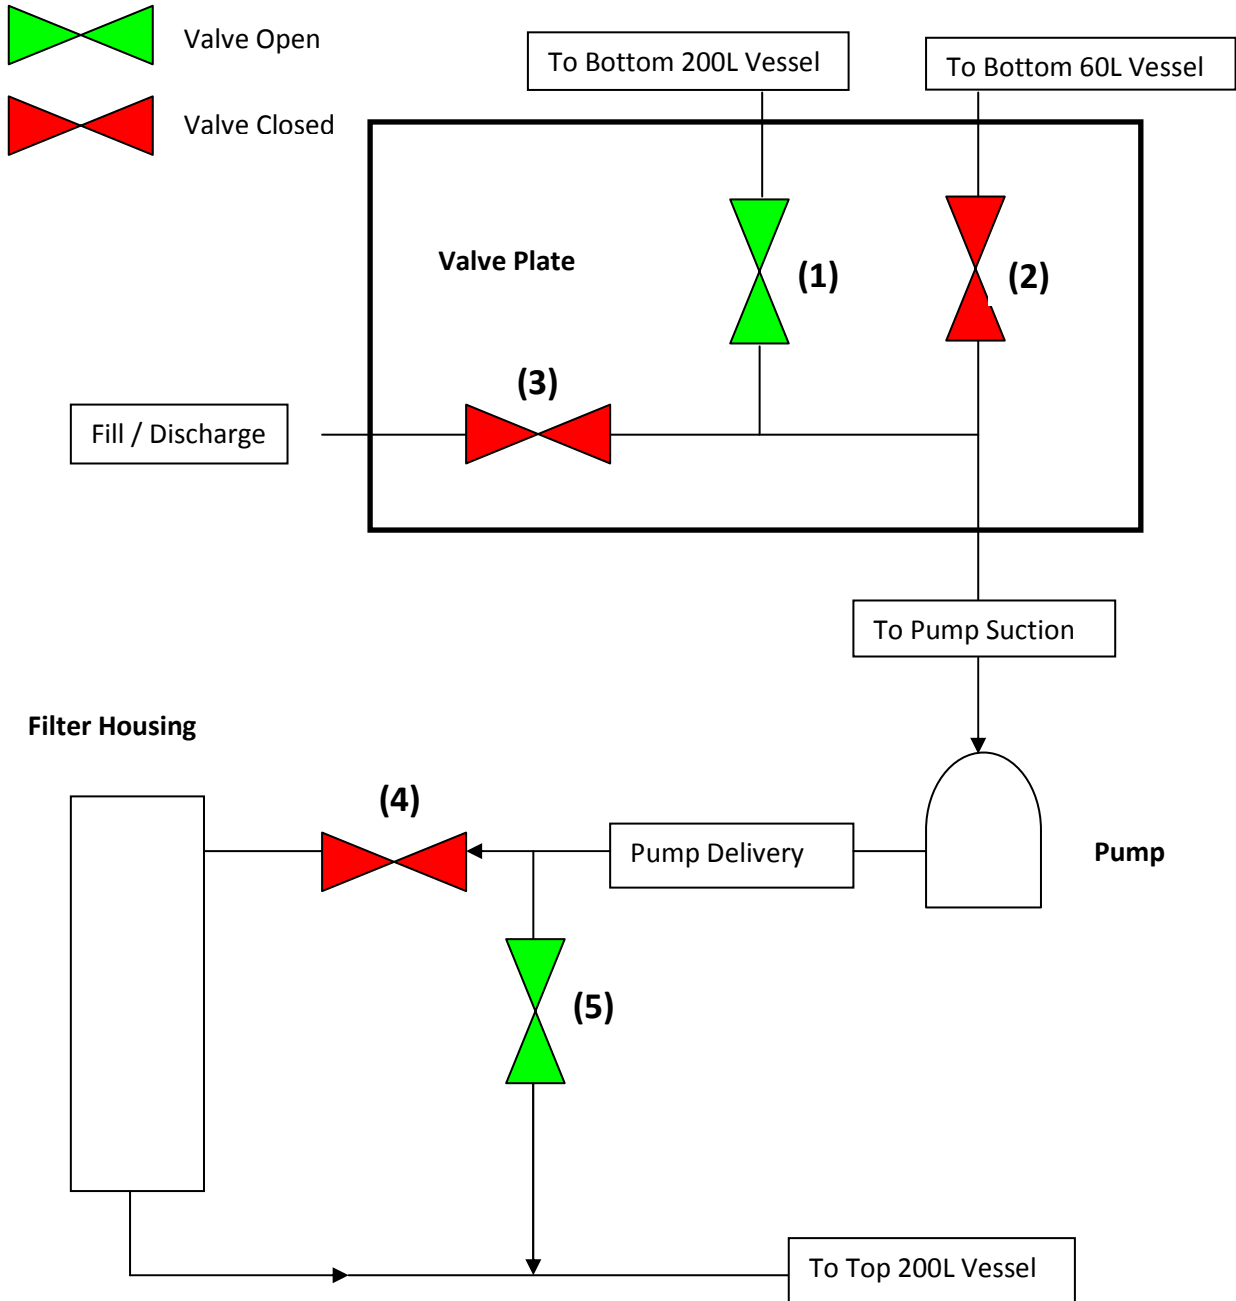 Valve Open
Valve Closed
To Bottom 200L Vessel
To Bottom 60L Vessel
Valve Plate
(1)
(2)
(3)
Fill / Discharge
To Pump Suction
Filter Housing
(4)
Pump Delivery
Pump
(5)
To Top 200L Vessel